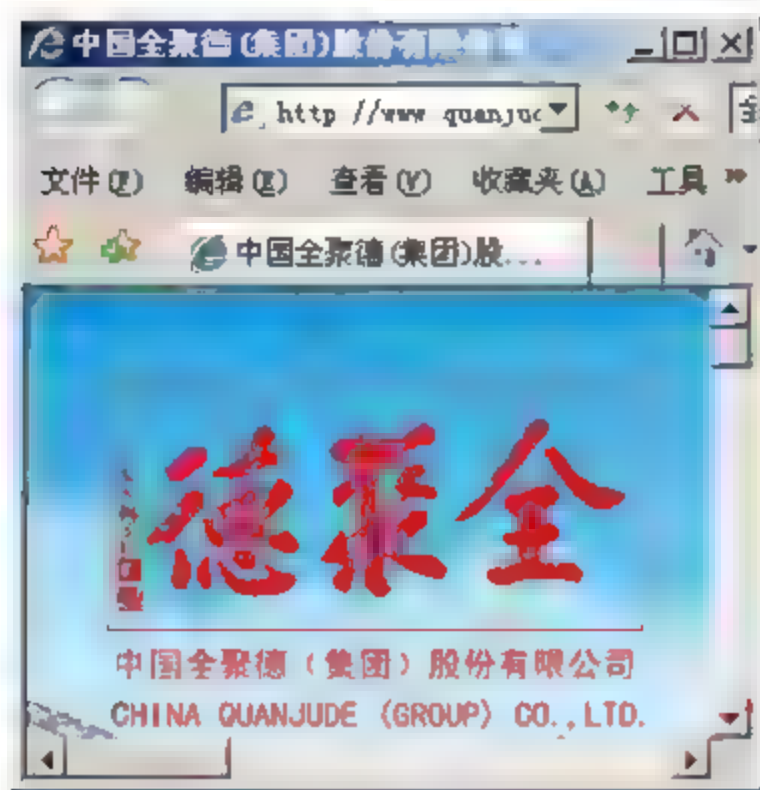 中国全聚德(集团)股份有限
http //www quanjud
文件(F) 编辑(E) 查看(V) 收藏夹(A) 工具 »
中国全聚德(集团)股...
德聚全
中国全聚德（集团）股份有限公司
CHINA QUANJUDE (GROUP) CO.,LTD.